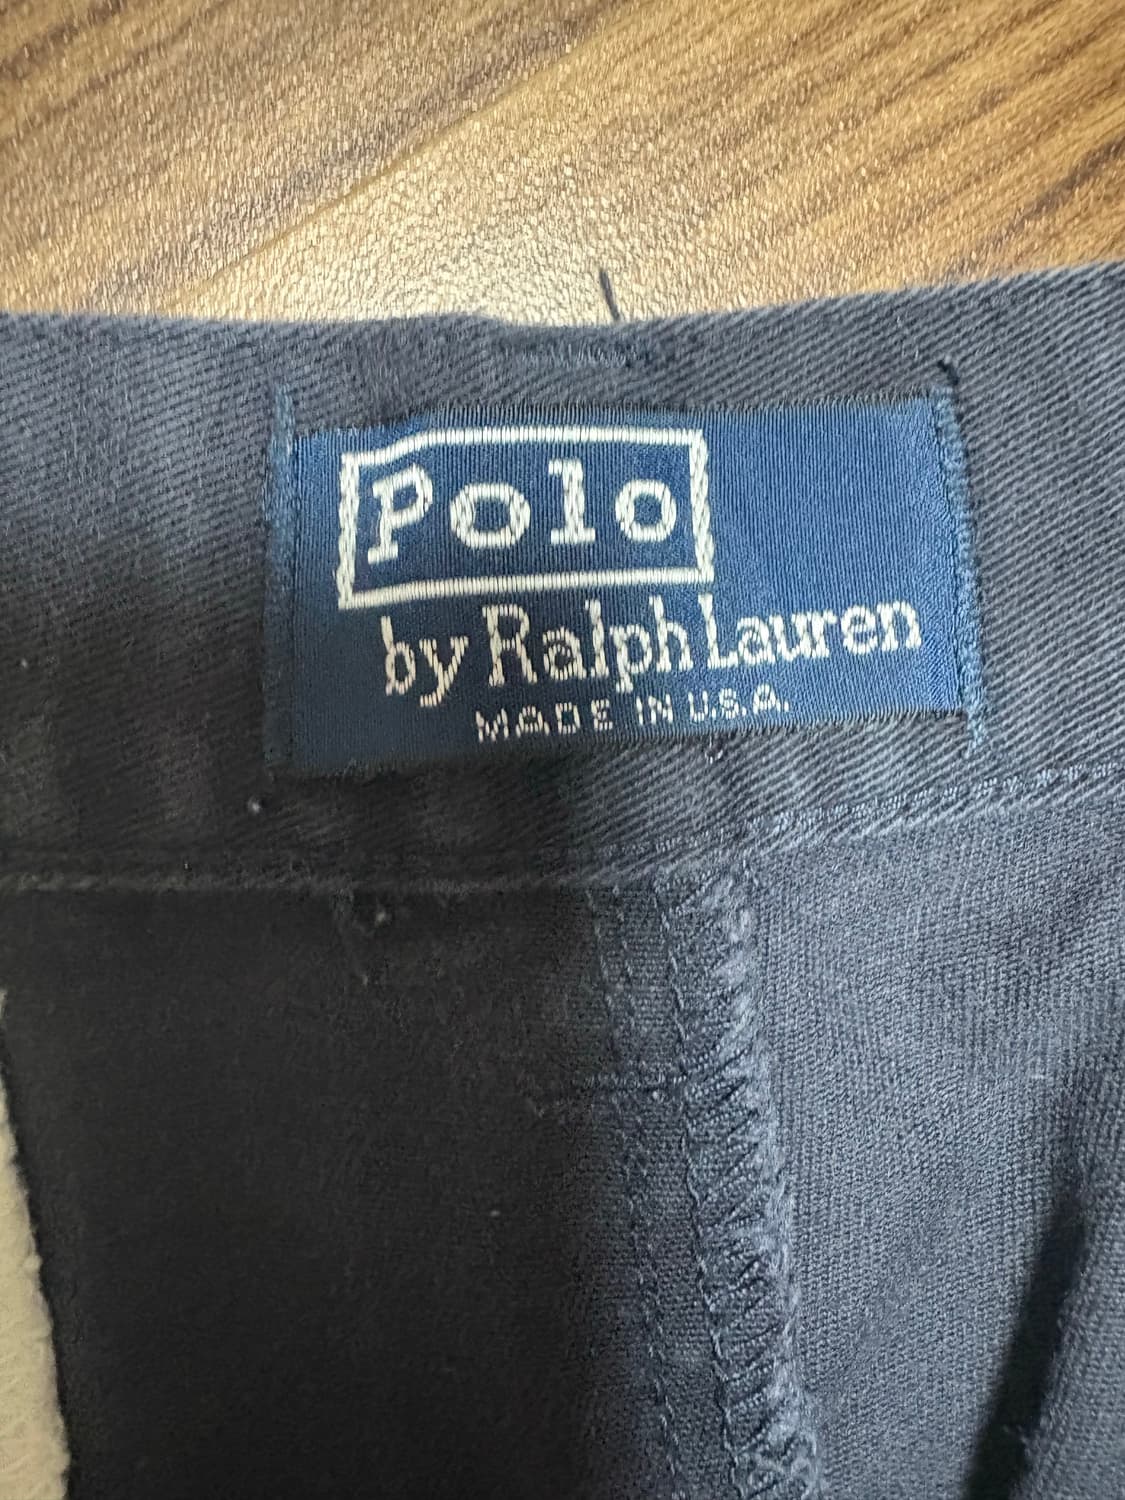 Polo
by Ralph Lauren
MADE IN U.S.A.